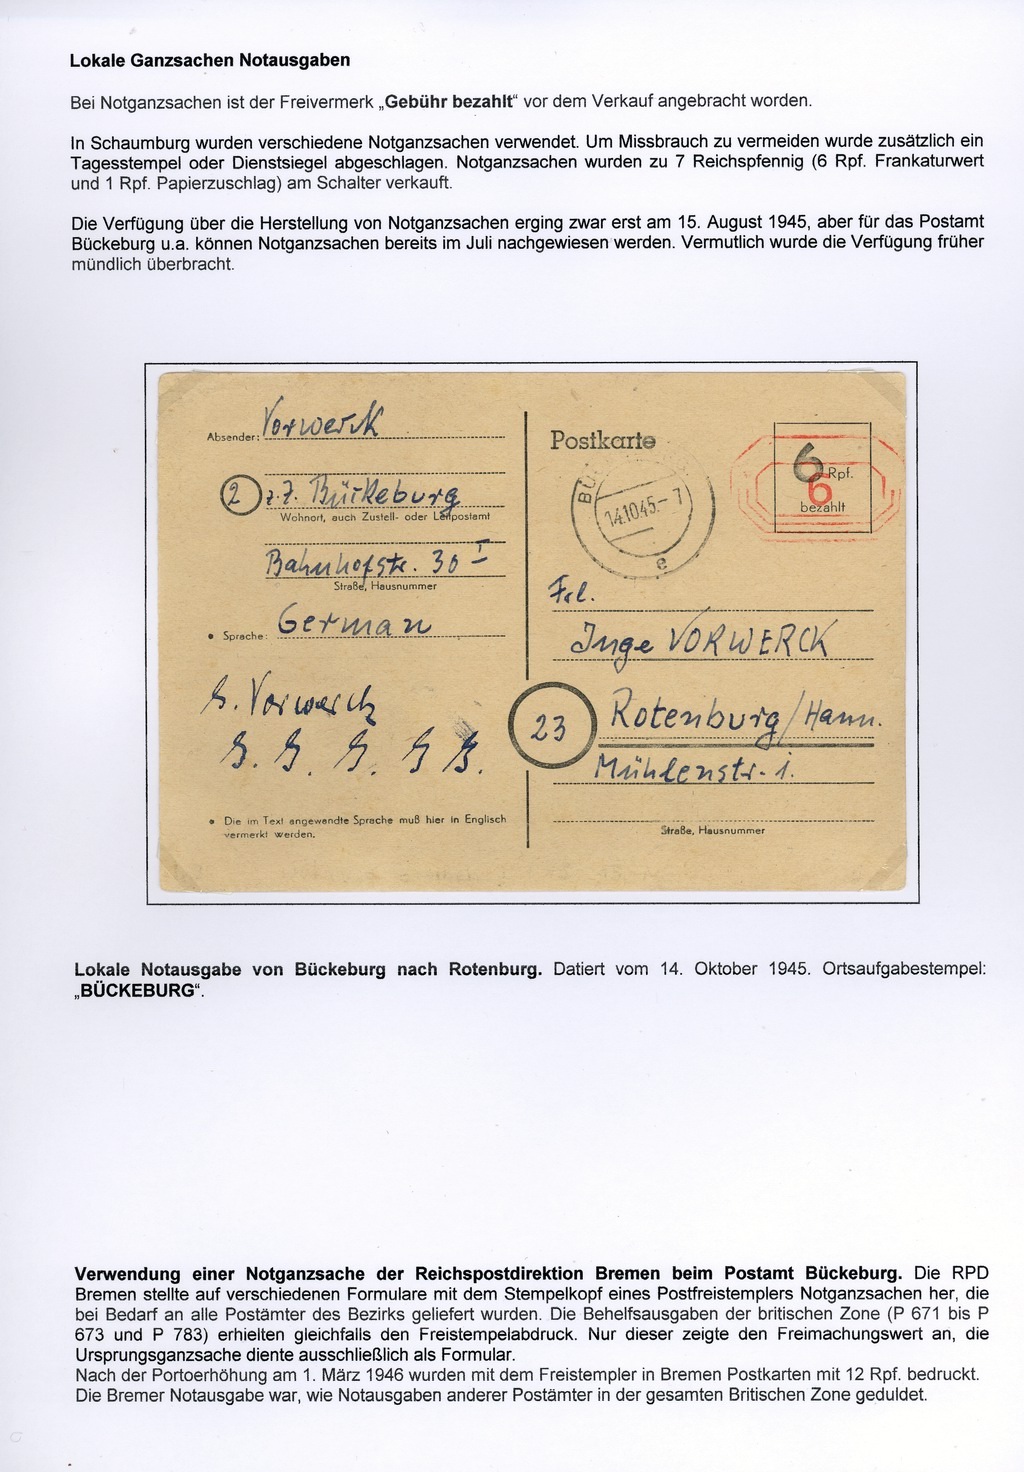 Lokale Ganzsachen Notausgaben
Bei Notganzsachen ist der Freivermerk „Gebühr bezahlt“ vor dem Verkauf angebracht worden.
In Schaumburg wurden verschiedene Notganzsachen verwendet. Um Missbrauch zu vermeiden wurde zusätzlich ein
Tagesstempel oder Dienstsiegel abgeschlagen. Notganzsachen wurden zu 7 Reichspfennig (6 Rpf. Frankaturwert
und 1 Rpf. Papierzuschlag) am Schalter verkauft.
Die Verfügung über die Herstellung von Notganzsachen erging zwar erst am 15. August 1945, aber für das Postamt
Bückeburg u.a. können Notganzsachen bereits im Juli nachgewiesen werden. Vermutlich wurde die Verfügung früher
mündlich überbracht.
Absender: Vorwerck
2 z.Z. Bückeburg
Wohnort, auch Zustell- oder Leitpostamt
Bahnhofstr. 30 I
Straße, Hausnummer
• Sprache: German
G. Vorwerck
G. G. G. G G.
• Die im Text angewandte Sprache muß hier in Englisch
vermerkt werden.
Postkarte
BÜ
14.10.45.- 7
e
6 Rpf.
6
bezahlt
Frl.
Inge VORWERCK
23 Rotenburg/Hann.
Mühlenstr. 1.
Straße, Hausnummer
Lokale Notausgabe von Bückeburg nach Rotenburg. Datiert vom 14. Oktober 1945. Ortsaufgabestempel:
„BÜCKEBURG“.
Verwendung einer Notganzsache der Reichspostdirektion Bremen beim Postamt Bückeburg. Die RPD
Bremen stellte auf verschiedenen Formulare mit dem Stempelkopf eines Postfreistemplers Notganzsachen her, die
bei Bedarf an alle Postämter des Bezirks geliefert wurden. Die Behelfsausgaben der britischen Zone (P 671 bis P
673 und P 783) erhielten gleichfalls den Freistempelabdruck. Nur dieser zeigte den Freimachungswert an, die
Ursprungsganzsache diente ausschließlich als Formular.
Nach der Portoerhöhung am 1. März 1946 wurden mit dem Freistempler in Bremen Postkarten mit 12 Rpf. bedruckt.
Die Bremer Notausgabe war, wie Notausgaben anderer Postämter in der gesamten Britischen Zone geduldet.